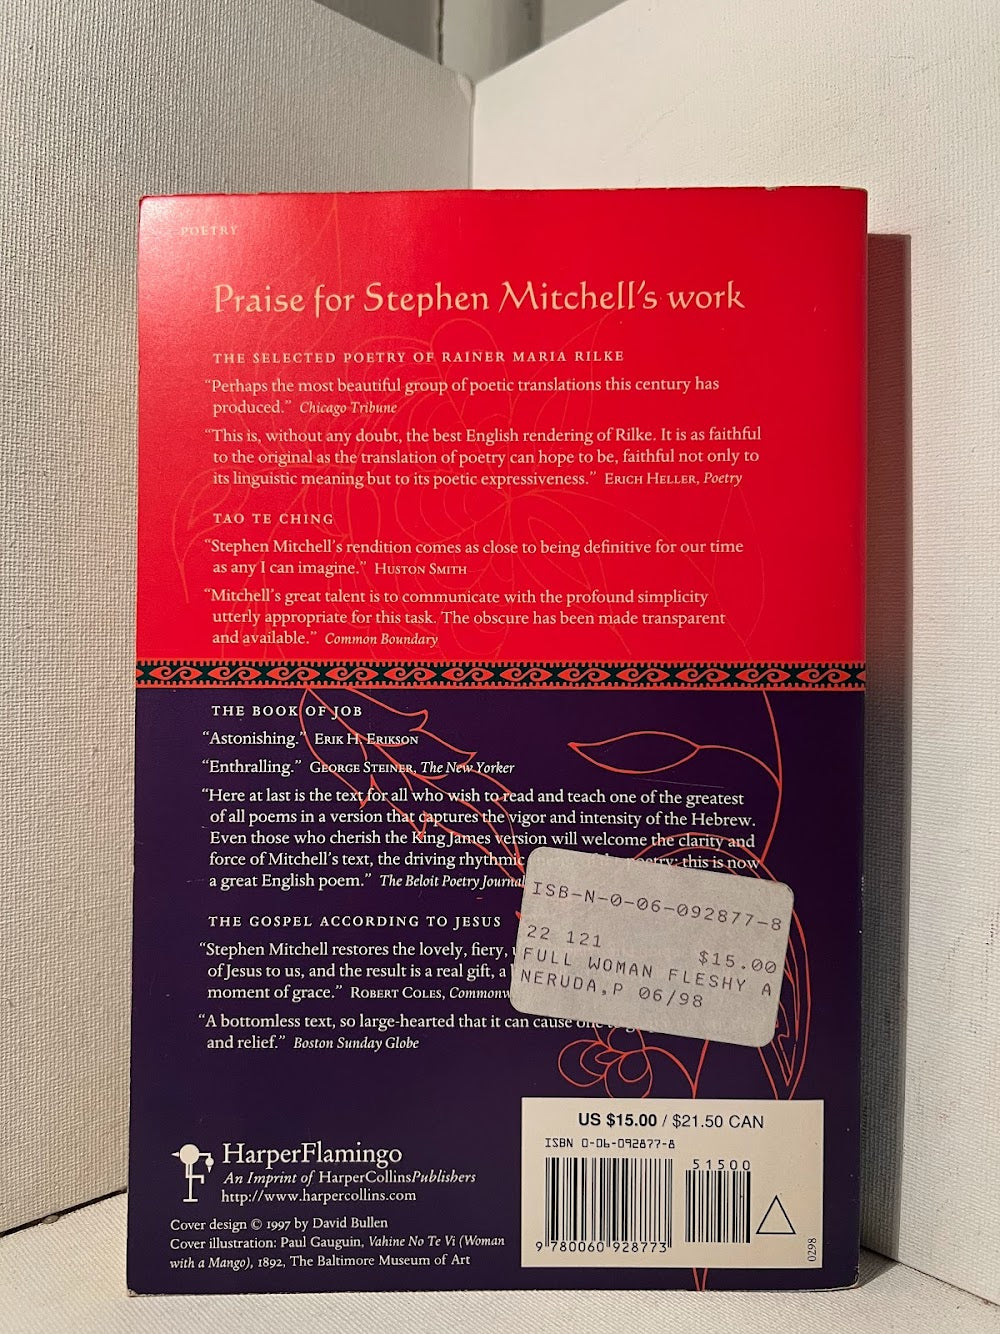 POETRY
Praise for Stephen Mitchell's work
THE SELECTED POETRY OF RAINER MARIA RILKE
“Perhaps the most beautiful group of poetic translations this century has
produced.” Chicago Tribune
“This is, without any doubt, the best English rendering of Rilke. It is as faithful
to the original as the translation of poetry can hope to be, faithful not only to
its linguistic meaning but to its poetic expressiveness.” ERICH HELLER, Poetry
TAO TE CHING
“Stephen Mitchell's rendition comes as close to being definitive for our time
as any I can imagine.” HUSTON SMITH
“Mitchell's great talent is to communicate with the profound simplicity
utterly appropriate for this task. The obscure has been made transparent
and available.” Common Boundary
THE BOOK OF JOB
“Astonishing.” ERIK H. ERIKSON
“Enthralling.” GEORGE STEINER, The New Yorker
“Here at last is the text for all who wish to read and teach one of the greatest
of all poems in a version that captures the vigor and intensity of the Hebrew.
Even those who cherish the King James version will welcome the clarity and
force of Mitchell's text, the driving rhythmic poetry: this is now
a great English poem.” The Beloit Poetry Journal
THE GOSPEL ACCORDING TO JESUS
“Stephen Mitchell restores the lovely, fiery,
of Jesus to us, and the result is a real gift, a
moment of grace.” ROBERT COLES,
“A bottomless text, so large-hearted that it can cause
and relief.” Boston Sunday Globe
ISB-N-0-06-092877-8
22 121 $15.00
FULL WOMAN FLESHY A
NERUDA,P 06/98
HarperFlamingo
An Imprint of HarperCollinsPublishers
http://www.harpercollins.com
Cover design © 1997 by David Bullen
Cover illustration: Paul Gauguin, Vahine No Te Vi (Woman
with a Mango), 1892, The Baltimore Museum of Art
US $15.00 / $21.50 CAN
ISBN 0-06-092877-8
51500
9 780060 928773
0298